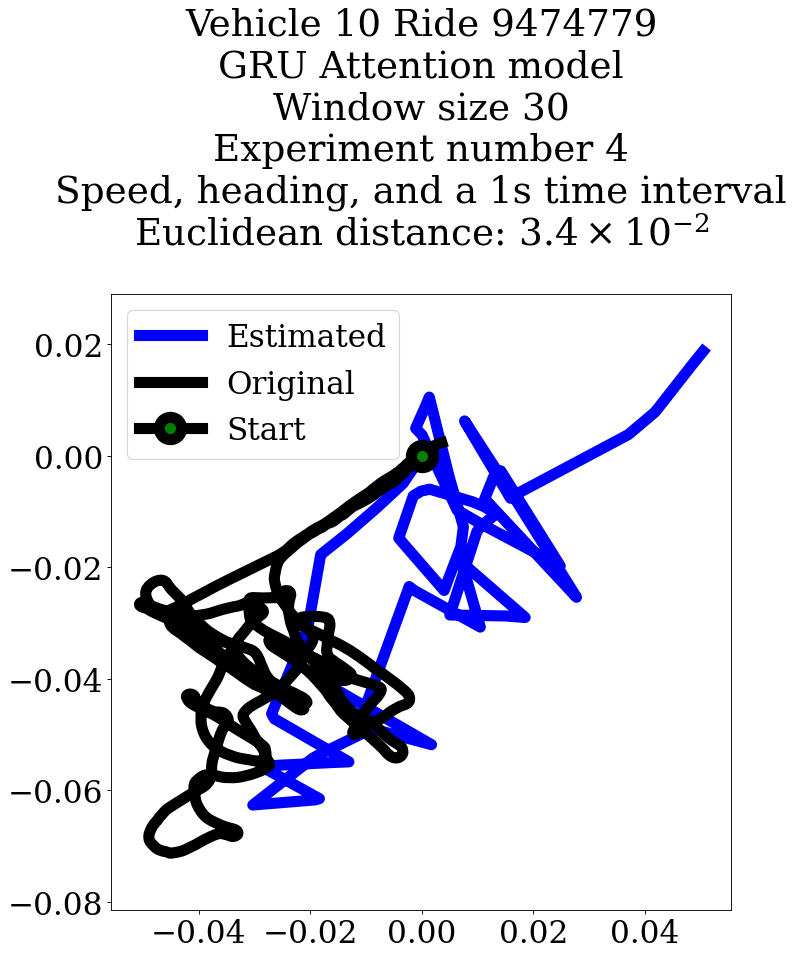 Vehicle 10 Ride 9474779
GRU Attention model
Window size 30
Experiment number 4
Speed, heading, and a 1s time interval
Euclidean distance: 3.4 × 10⁻²
Estimated
Original
Start
0.02
0.00
−0.02
−0.04
−0.06
−0.08
−0.04 −0.02 0.00 0.02 0.04